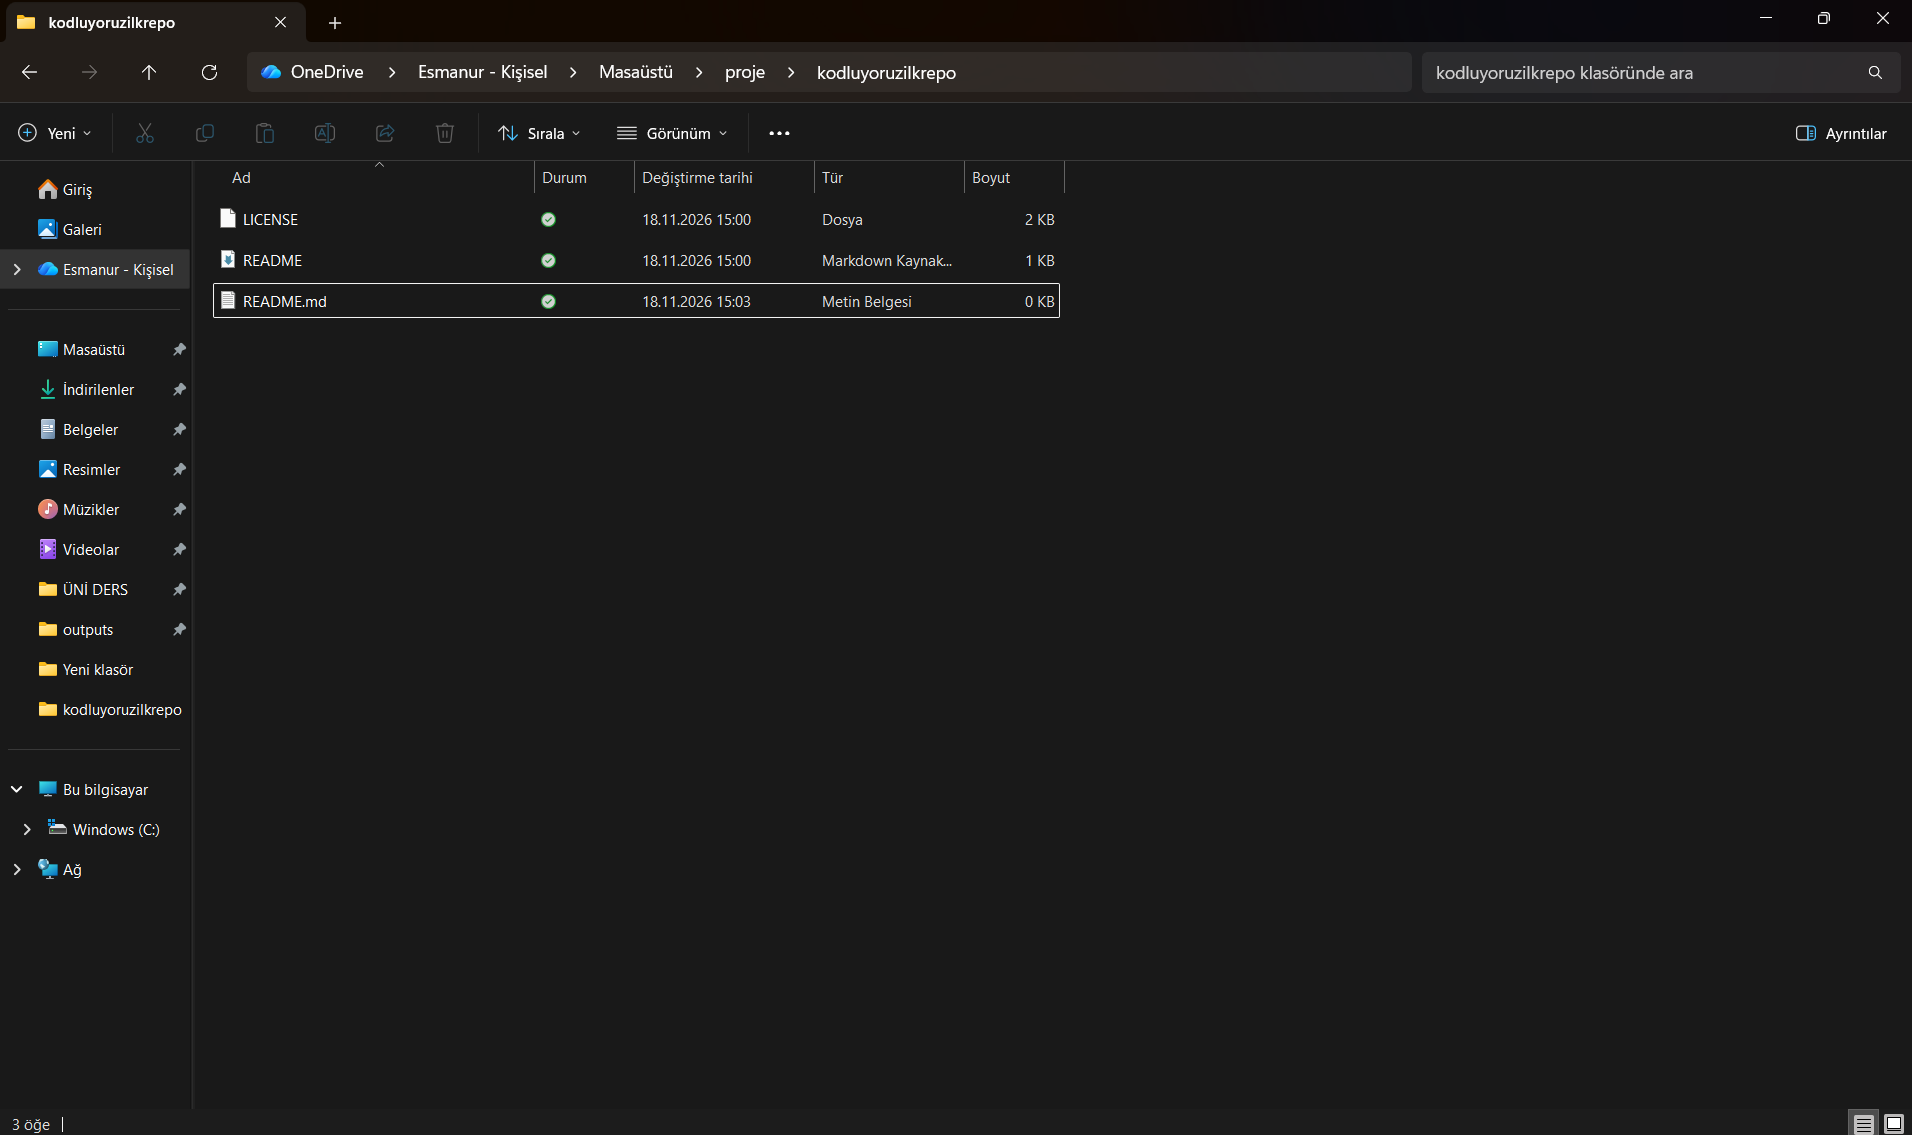 kodluyoruzilkrepo
OneDrive Esmanur - Kişisel Masaüstü proje kodluyoruzilkrepo
kodluyoruzilkrepo klasöründe ara
Yeni Sırala Görünüm Ayrıntılar
Giriş
Galeri
Esmanur - Kişisel
Masaüstü
İndirilenler
Belgeler
Resimler
Müzikler
Videolar
ÜNİ DERS
outputs
Yeni klasör
kodluyoruzilkrepo
Bu bilgisayar
Windows (C:)
Ağ
Ad Durum Değiştirme tarihi Tür Boyut
LICENSE 18.11.2026 15:00 Dosya 2 KB
README 18.11.2026 15:00 Markdown Kaynak... 1 KB
README.md 18.11.2026 15:03 Metin Belgesi 0 KB
3 öğe